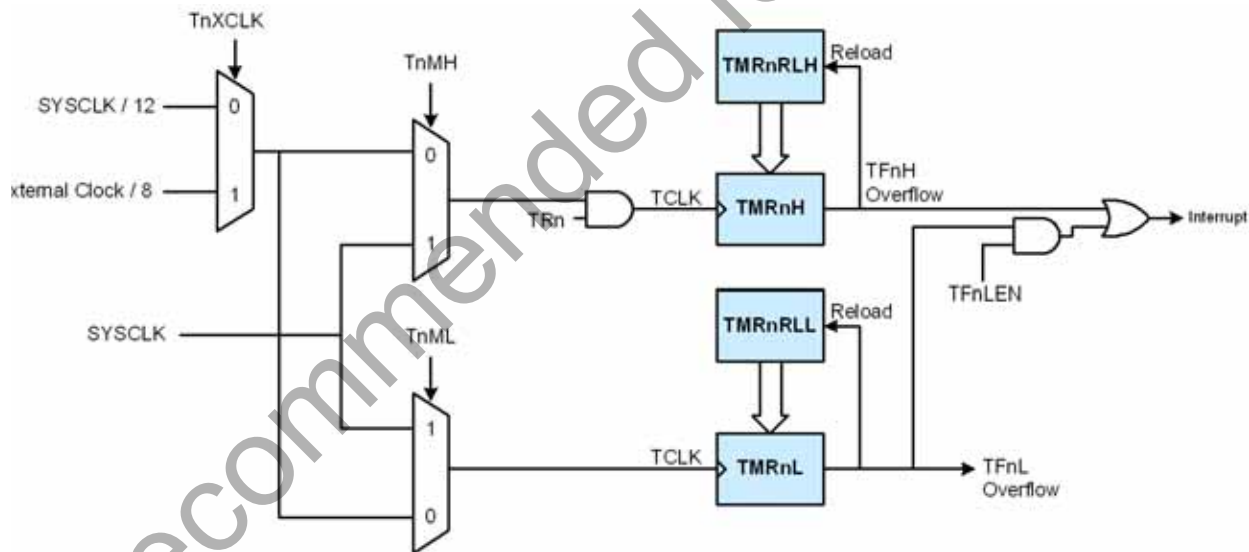 TnXCLK
SYSCLK / 12
0
xternal Clock / 8
1
TnMH
0
1
TRn
TCLK
TMRnRLH
Reload
TMRnH
TFnH
Overflow
Interrupt
TFnLEN
SYSCLK
TnML
1
0
TCLK
TMRnRLL
Reload
TMRnL
TFnL
Overflow
ecommended